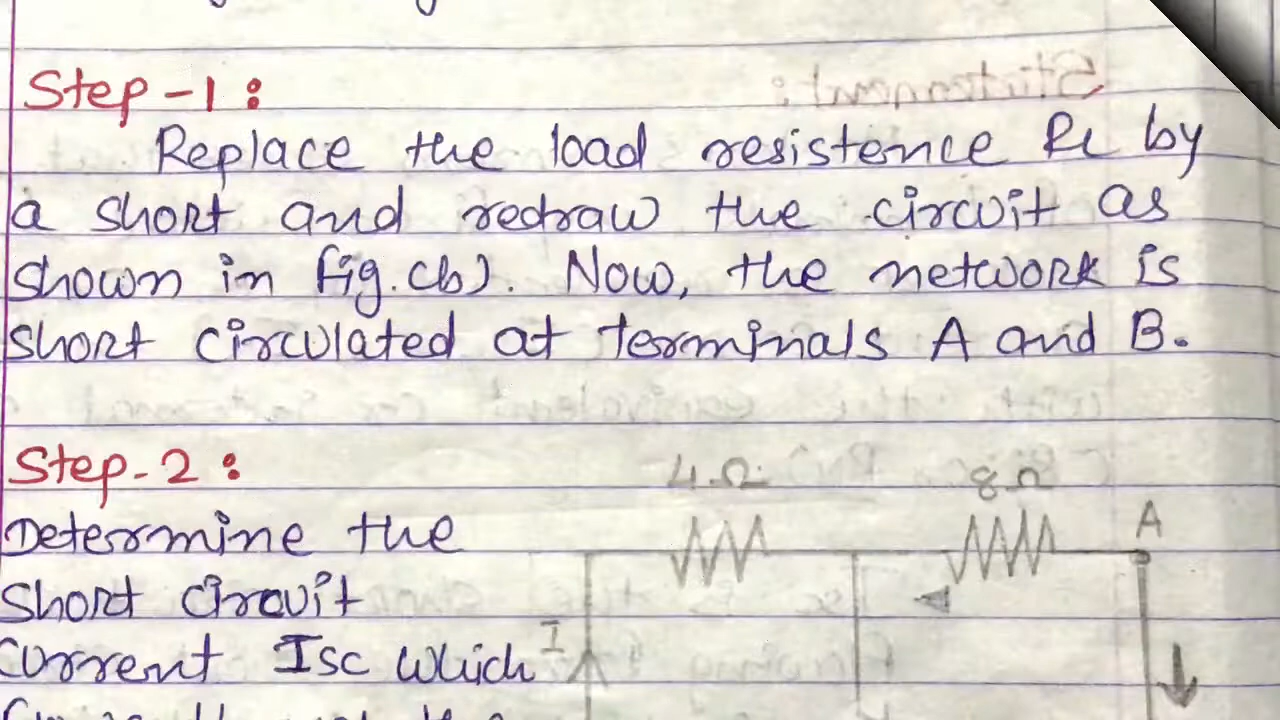 Step-1:
Replace the load resistence RL by
a short and redraw the circuit as
shown in fig.(b). Now, the network is
short circulated at terminals A and B.
Step-2:
4Ω
8Ω
Determine the
A
short circuit
current Isc which
I